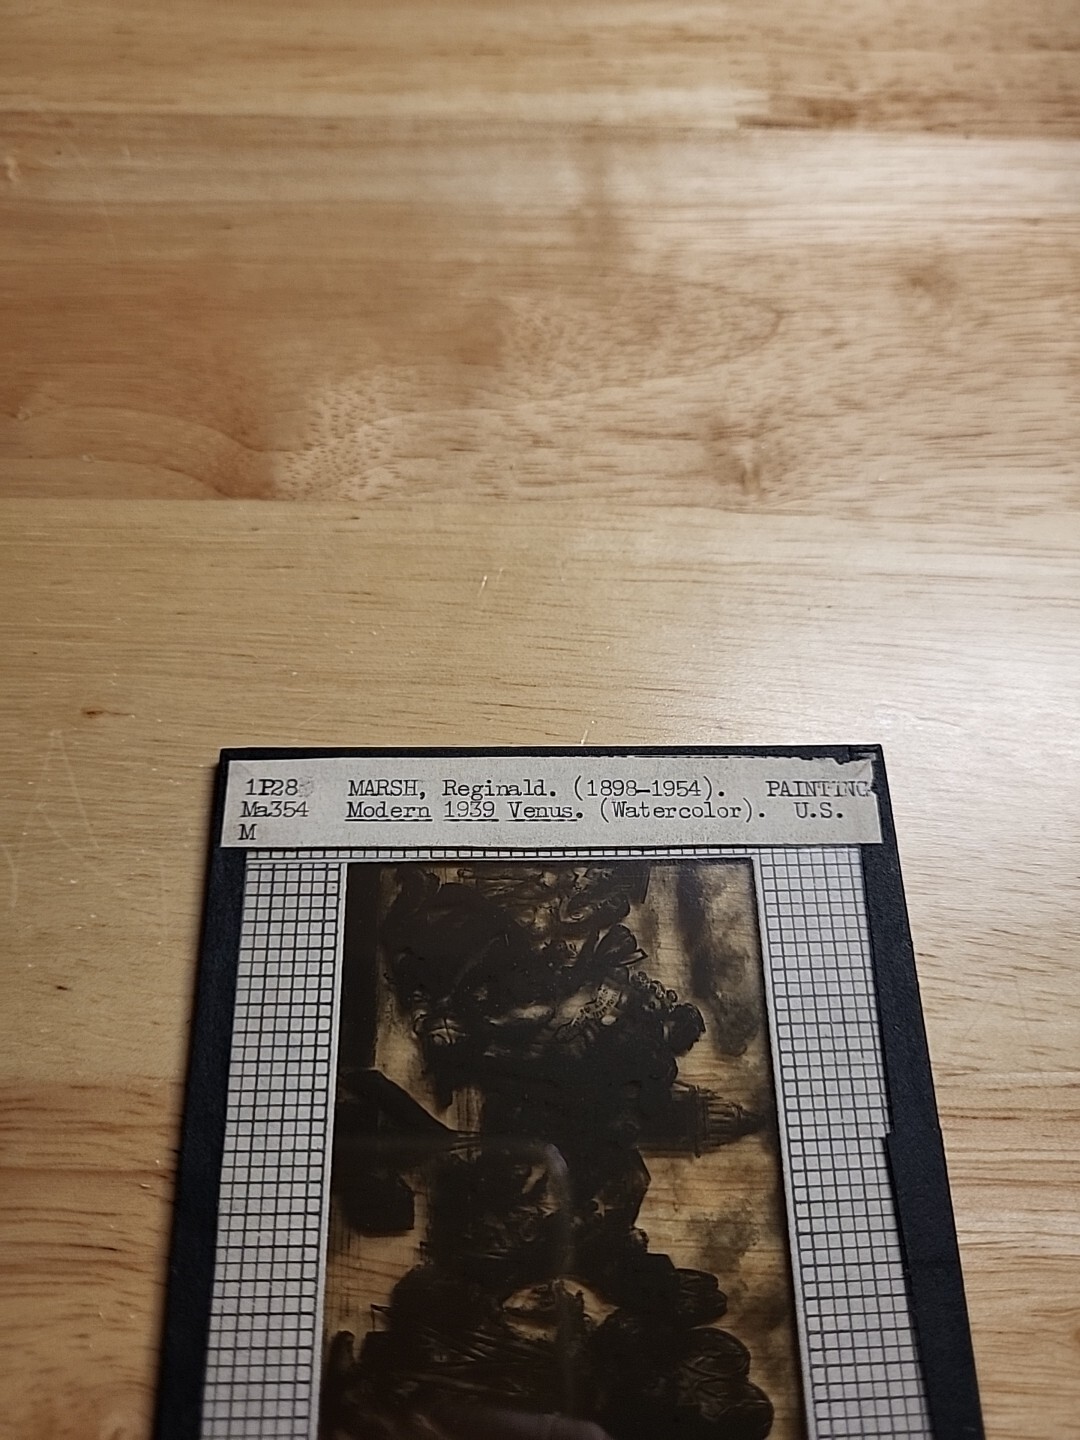 1P28 MARSH, Reginald. (1898-1954). PAINTING
Ma354 Modern 1939 Venus. (Watercolor). U.S.
M